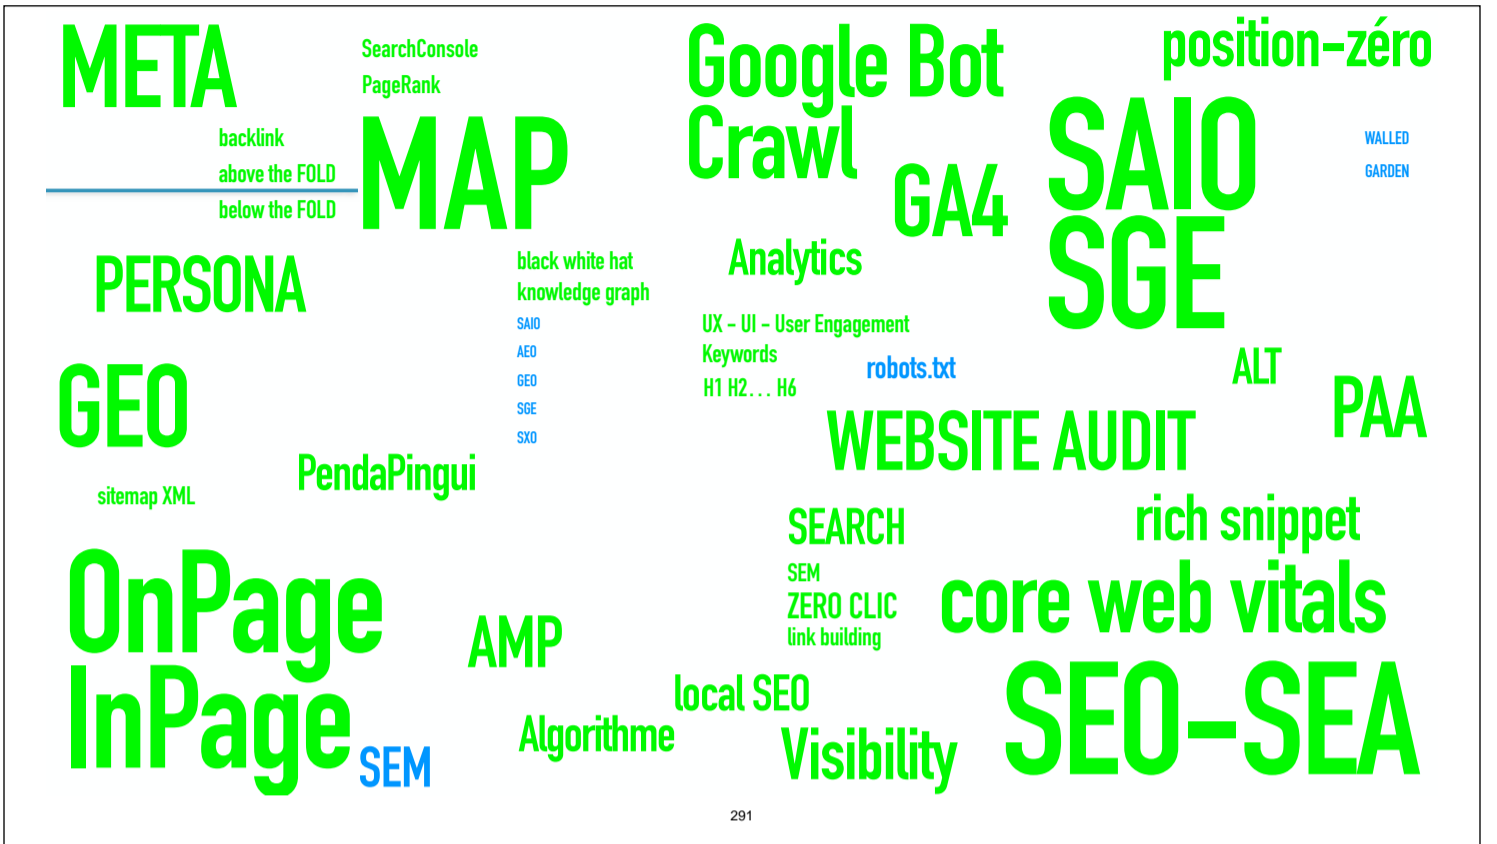 META
SearchConsole
PageRank
backlink
above the FOLD
below the FOLD
MAP
Google Bot
Crawl
GA4
position-zéro
SAIO
SGE
WALLED
GARDEN
PERSONA
black white hat
knowledge graph
SAIO
AEO
GEO
SGE
SXO
Analytics
UX - UI - User Engagement
Keywords
H1 H2... H6
robots.txt
ALT
PAA
GEO
WEBSITE AUDIT
PendaPingui
sitemap XML
SEARCH
SEM
ZERO CLIC
link building
rich snippet
core web vitals
OnPage
InPage
AMP
SEM
Algorithme
local SEO
Visibility
SEO-SEA
291